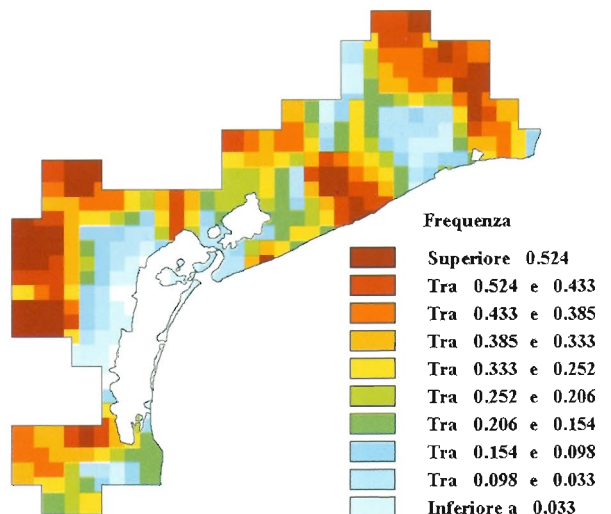 Frequenza
Superiore 0.524
Tra 0.524 e 0.433
Tra 0.433 e 0.385
Tra 0.385 e 0.333
Tra 0.333 e 0.252
Tra 0.252 e 0.206
Tra 0.206 e 0.154
Tra 0.154 e 0.098
Tra 0.098 e 0.033
Inferiore a 0.033